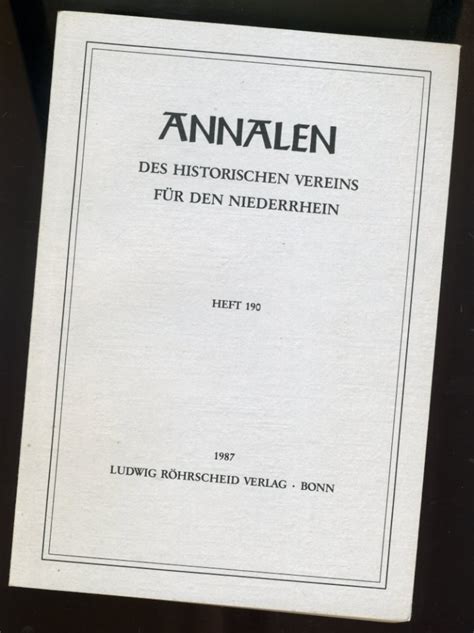 ANNALEN
DES HISTORISCHEN VEREINS
FÜR DEN NIEDERRHEIN
HEFT 190
1987
LUDWIG RÖHRSCHEID VERLAG · BONN